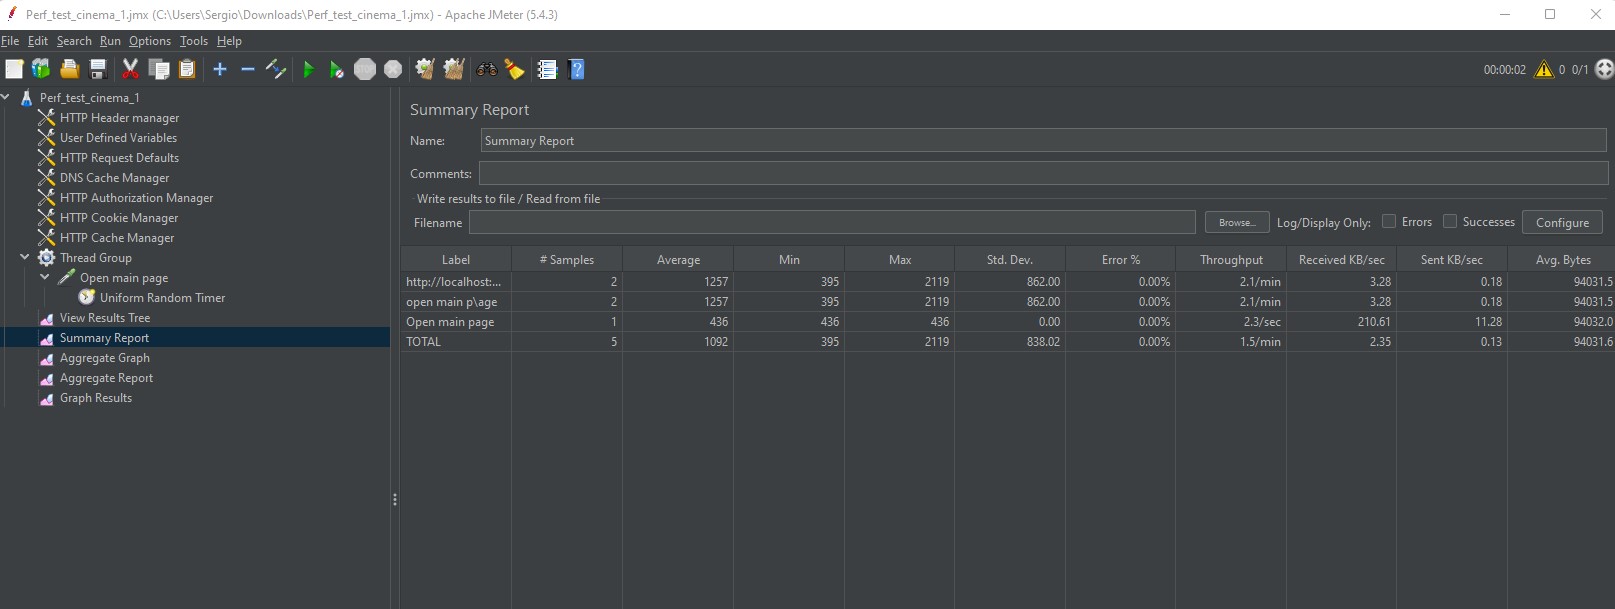 Perf_test_cinema_1.jmx (C:\Users\Sergio\Downloads\Perf_test_cinema_1.jmx) - Apache JMeter (5.4.3)
File Edit Search Run Options Tools Help
00:00:02 0 0/1
Perf_test_cinema_1
HTTP Header manager
User Defined Variables
HTTP Request Defaults
DNS Cache Manager
HTTP Authorization Manager
HTTP Cookie Manager
HTTP Cache Manager
Thread Group
Open main page
Uniform Random Timer
View Results Tree
Summary Report
Aggregate Graph
Aggregate Report
Graph Results
Summary Report
Name: Summary Report
Comments:
Write results to file / Read from file
Filename Browse... Log/Display Only: Errors Successes Configure
Label # Samples Average Min Max Std. Dev. Error % Throughput Received KB/sec Sent KB/sec Avg. Bytes
http://localhost:... 2 1257 395 2119 862.00 0.00% 2.1/min 3.28 0.18 94031.5
open main p\age 2 1257 395 2119 862.00 0.00% 2.1/min 3.28 0.18 94031.5
Open main page 1 436 436 436 0.00 0.00% 2.3/sec 210.61 11.28 94032.0
TOTAL 5 1092 395 2119 838.02 0.00% 1.5/min 2.35 0.13 94031.6